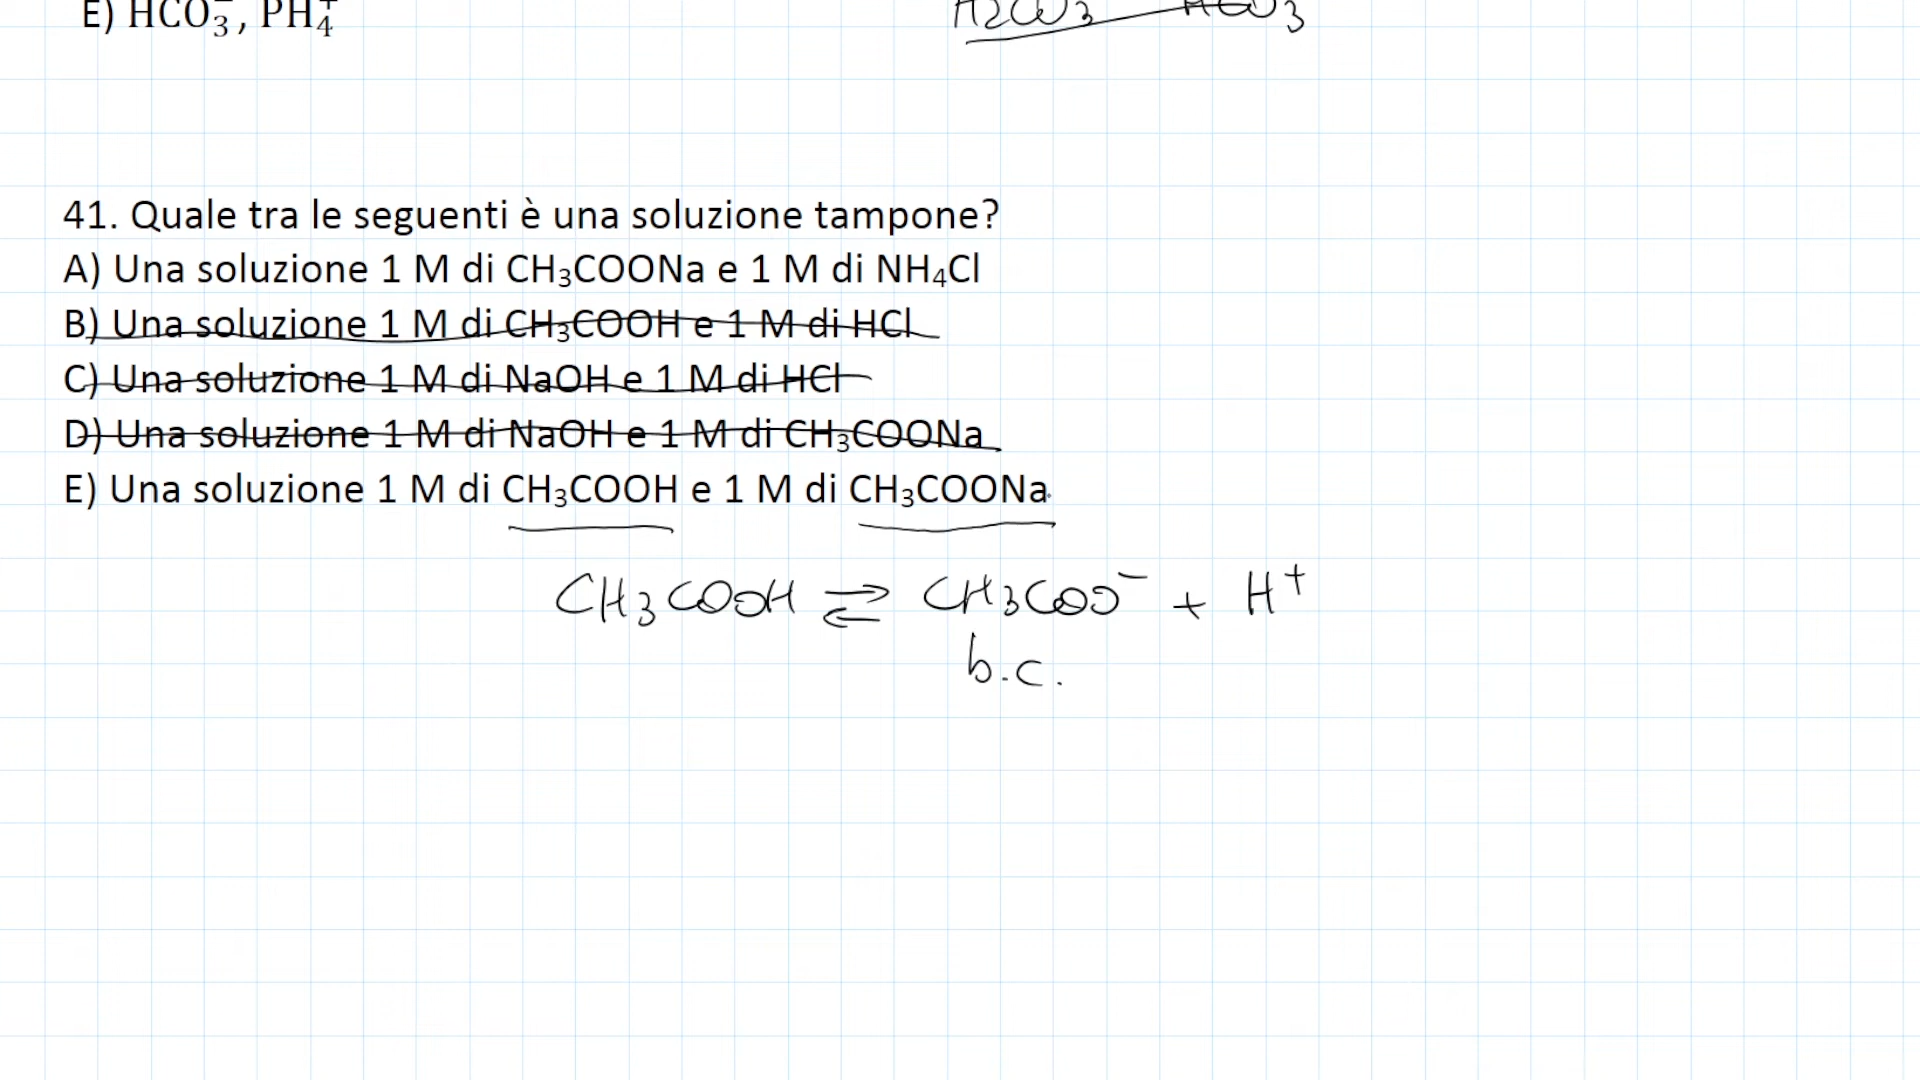 E) HCO₃⁻, PH₄⁺
H2CO3 HCO3
41. Quale tra le seguenti è una soluzione tampone?
A) Una soluzione 1 M di CH₃COONa e 1 M di NH₄Cl
B) Una soluzione 1 M di CH₃COOH e 1 M di HCl
C) Una soluzione 1 M di NaOH e 1 M di HCl
D) Una soluzione 1 M di NaOH e 1 M di CH₃COONa
E) Una soluzione 1 M di CH₃COOH e 1 M di CH₃COONa
CH₃COOH ⇌ CH₃COO⁻ + H⁺
b.c.